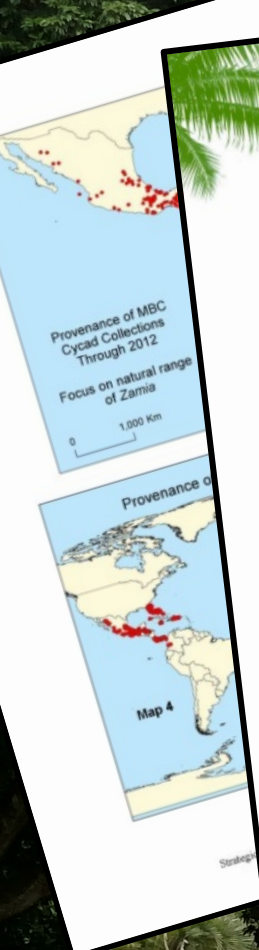 Provenance of MBC
Cycad Collections
Through 2012
Focus on natural range
of Zamia
0 1,000 Km
Provenance o
Map 4
Strategic